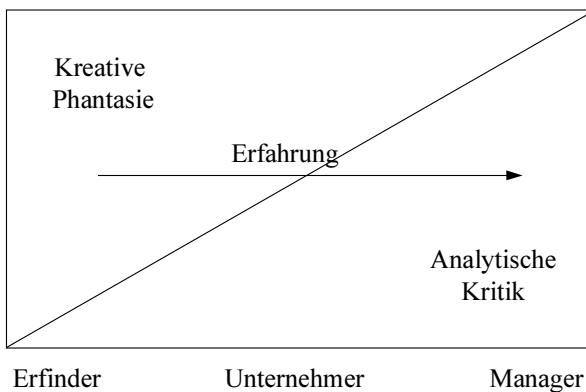 Kreative
Phantasie
Erfahrung
Analytische
Kritik
Erfinder Unternehmer Manager